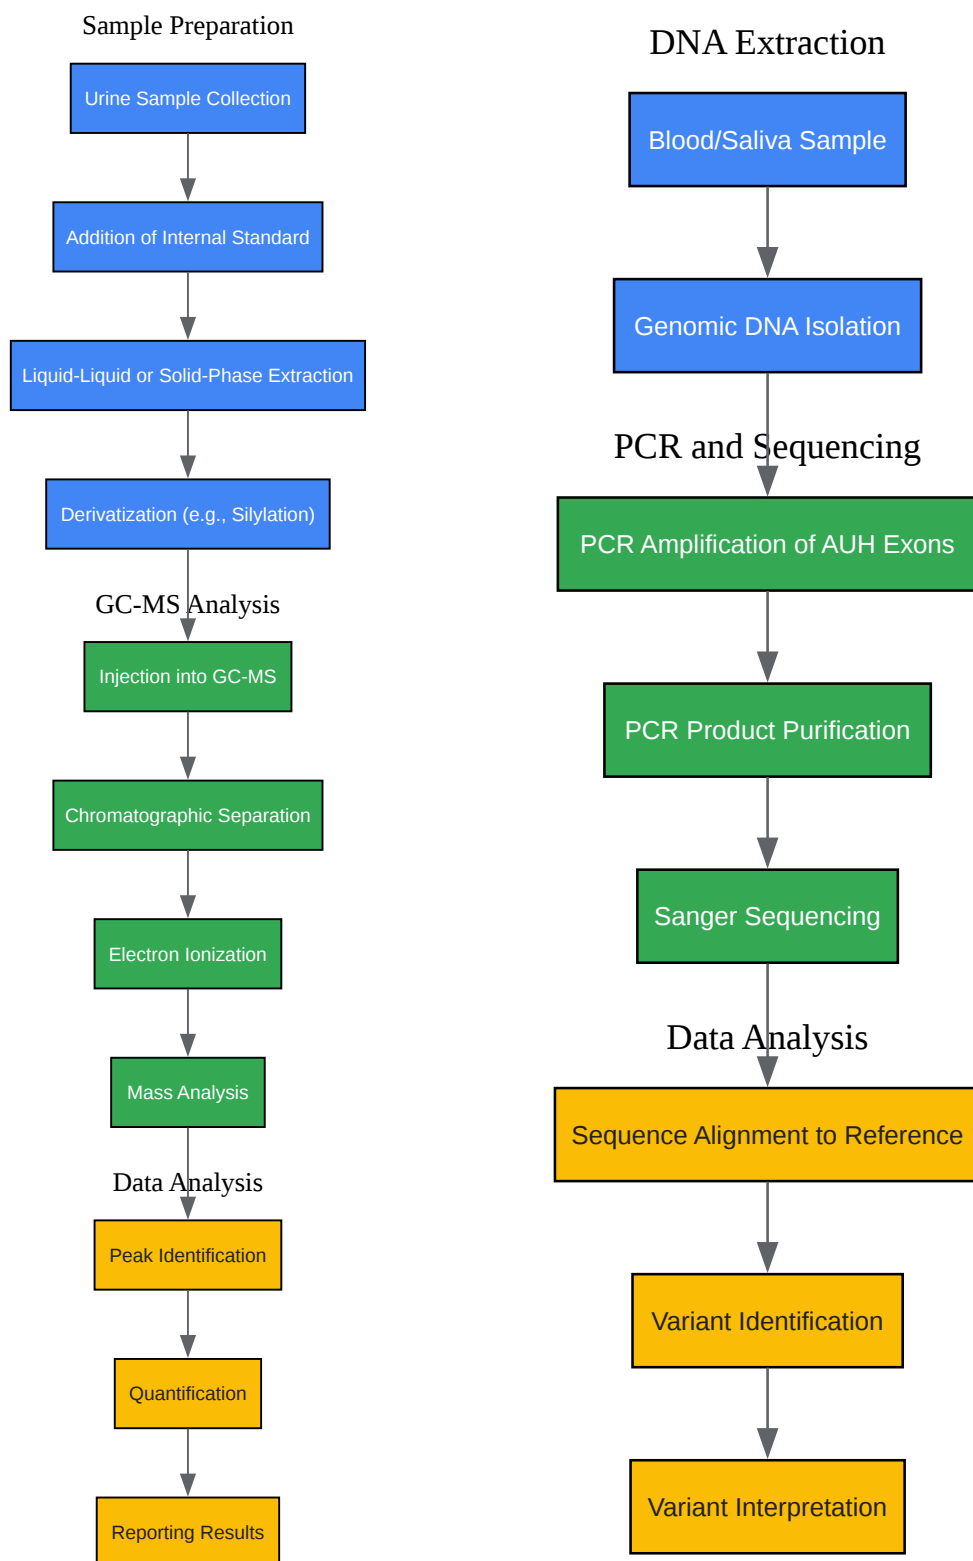 Sample Preparation
Urine Sample Collection
Addition of Internal Standard
Liquid-Liquid or Solid-Phase Extraction
Derivatization (e.g., Silylation)
GC-MS Analysis
Injection into GC-MS
Chromatographic Separation
Electron Ionization
Mass Analysis
Data Analysis
Peak Identification
Quantification
Reporting Results
DNA Extraction
Blood/Saliva Sample
Genomic DNA Isolation
PCR and Sequencing
PCR Amplification of AUH Exons
PCR Product Purification
Sanger Sequencing
Data Analysis
Sequence Alignment to Reference
Variant Identification
Variant Interpretation